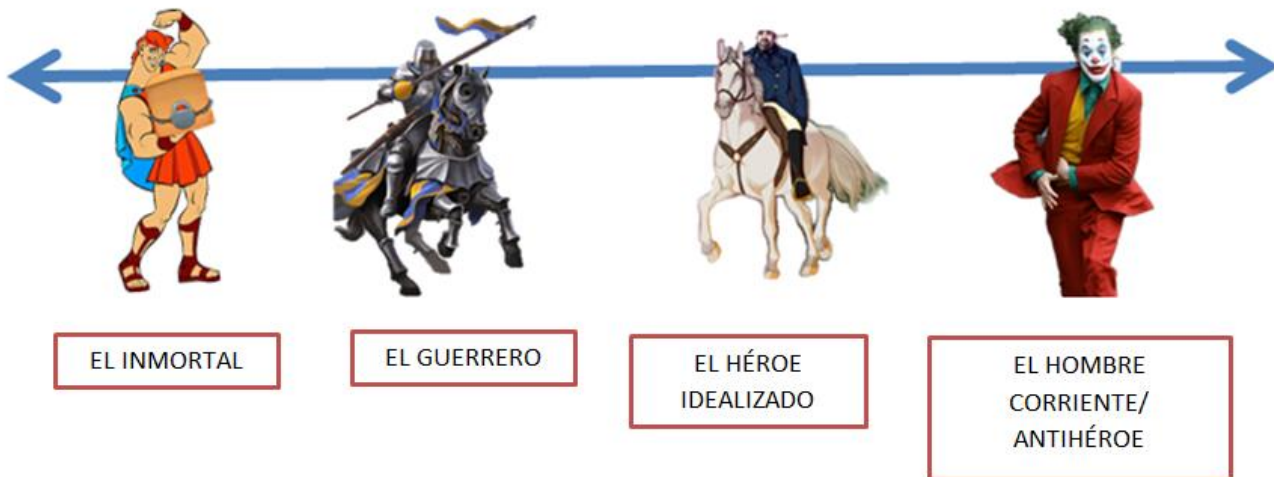 EL INMORTAL
EL GUERRERO
EL HÉROE
IDEALIZADO
EL HOMBRE
CORRIENTE/
ANTIHÉROE